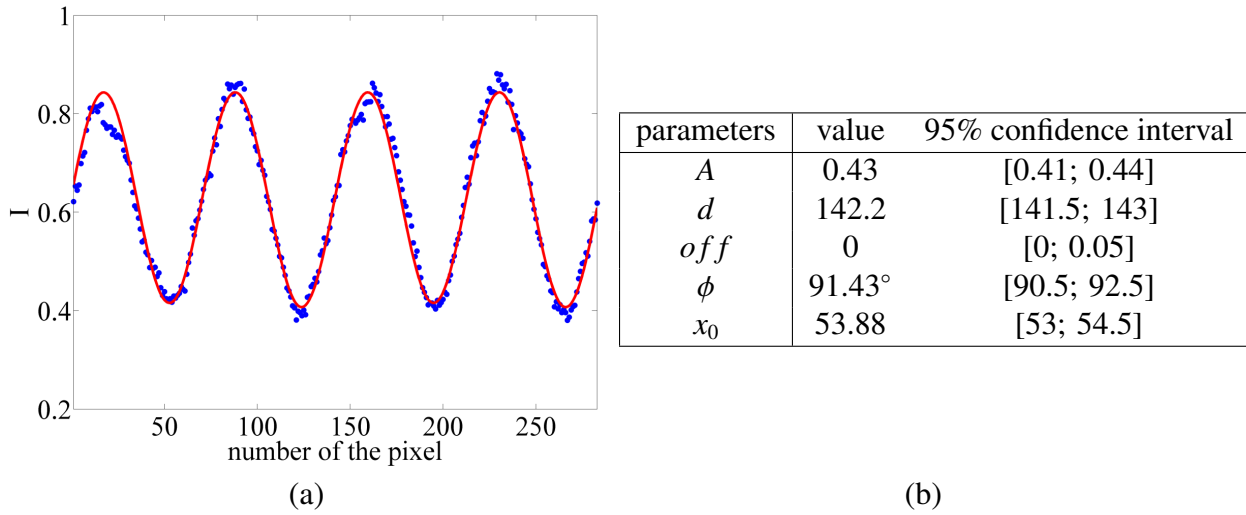 1
0.8
0.6
0.4
0.2
I
50 100 150 200 250
number of the pixel
(a)
parameters value 95% confidence interval
A 0.43 [0.41; 0.44]
d 142.2 [141.5; 143]
off 0 [0; 0.05]
ϕ 91.43° [90.5; 92.5]
x₀ 53.88 [53; 54.5]
(b)